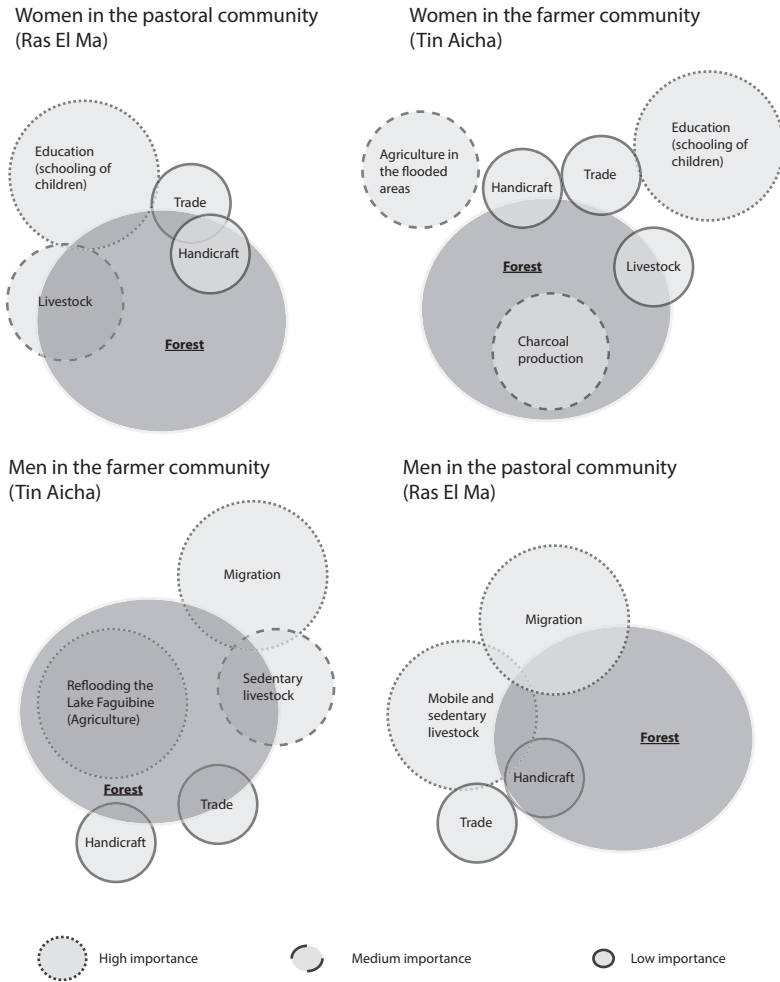 Women in the pastoral community
(Ras El Ma)
Education
(schooling of
children)
Trade
Handicraft
Livestock
Forest
Women in the farmer community
(Tin Aicha)
Agriculture in
the flooded
areas
Handicraft
Trade
Education
(schooling of
children)
Forest
Livestock
Charcoal
production
Men in the farmer community
(Tin Aicha)
Migration
Sedentary
livestock
Reflooding the
Lake Faguibine
(Agriculture)
Forest
Trade
Handicraft
Men in the pastoral community
(Ras El Ma)
Migration
Mobile and
sedentary
livestock
Forest
Handicraft
Trade
High importance
Medium importance
Low importance